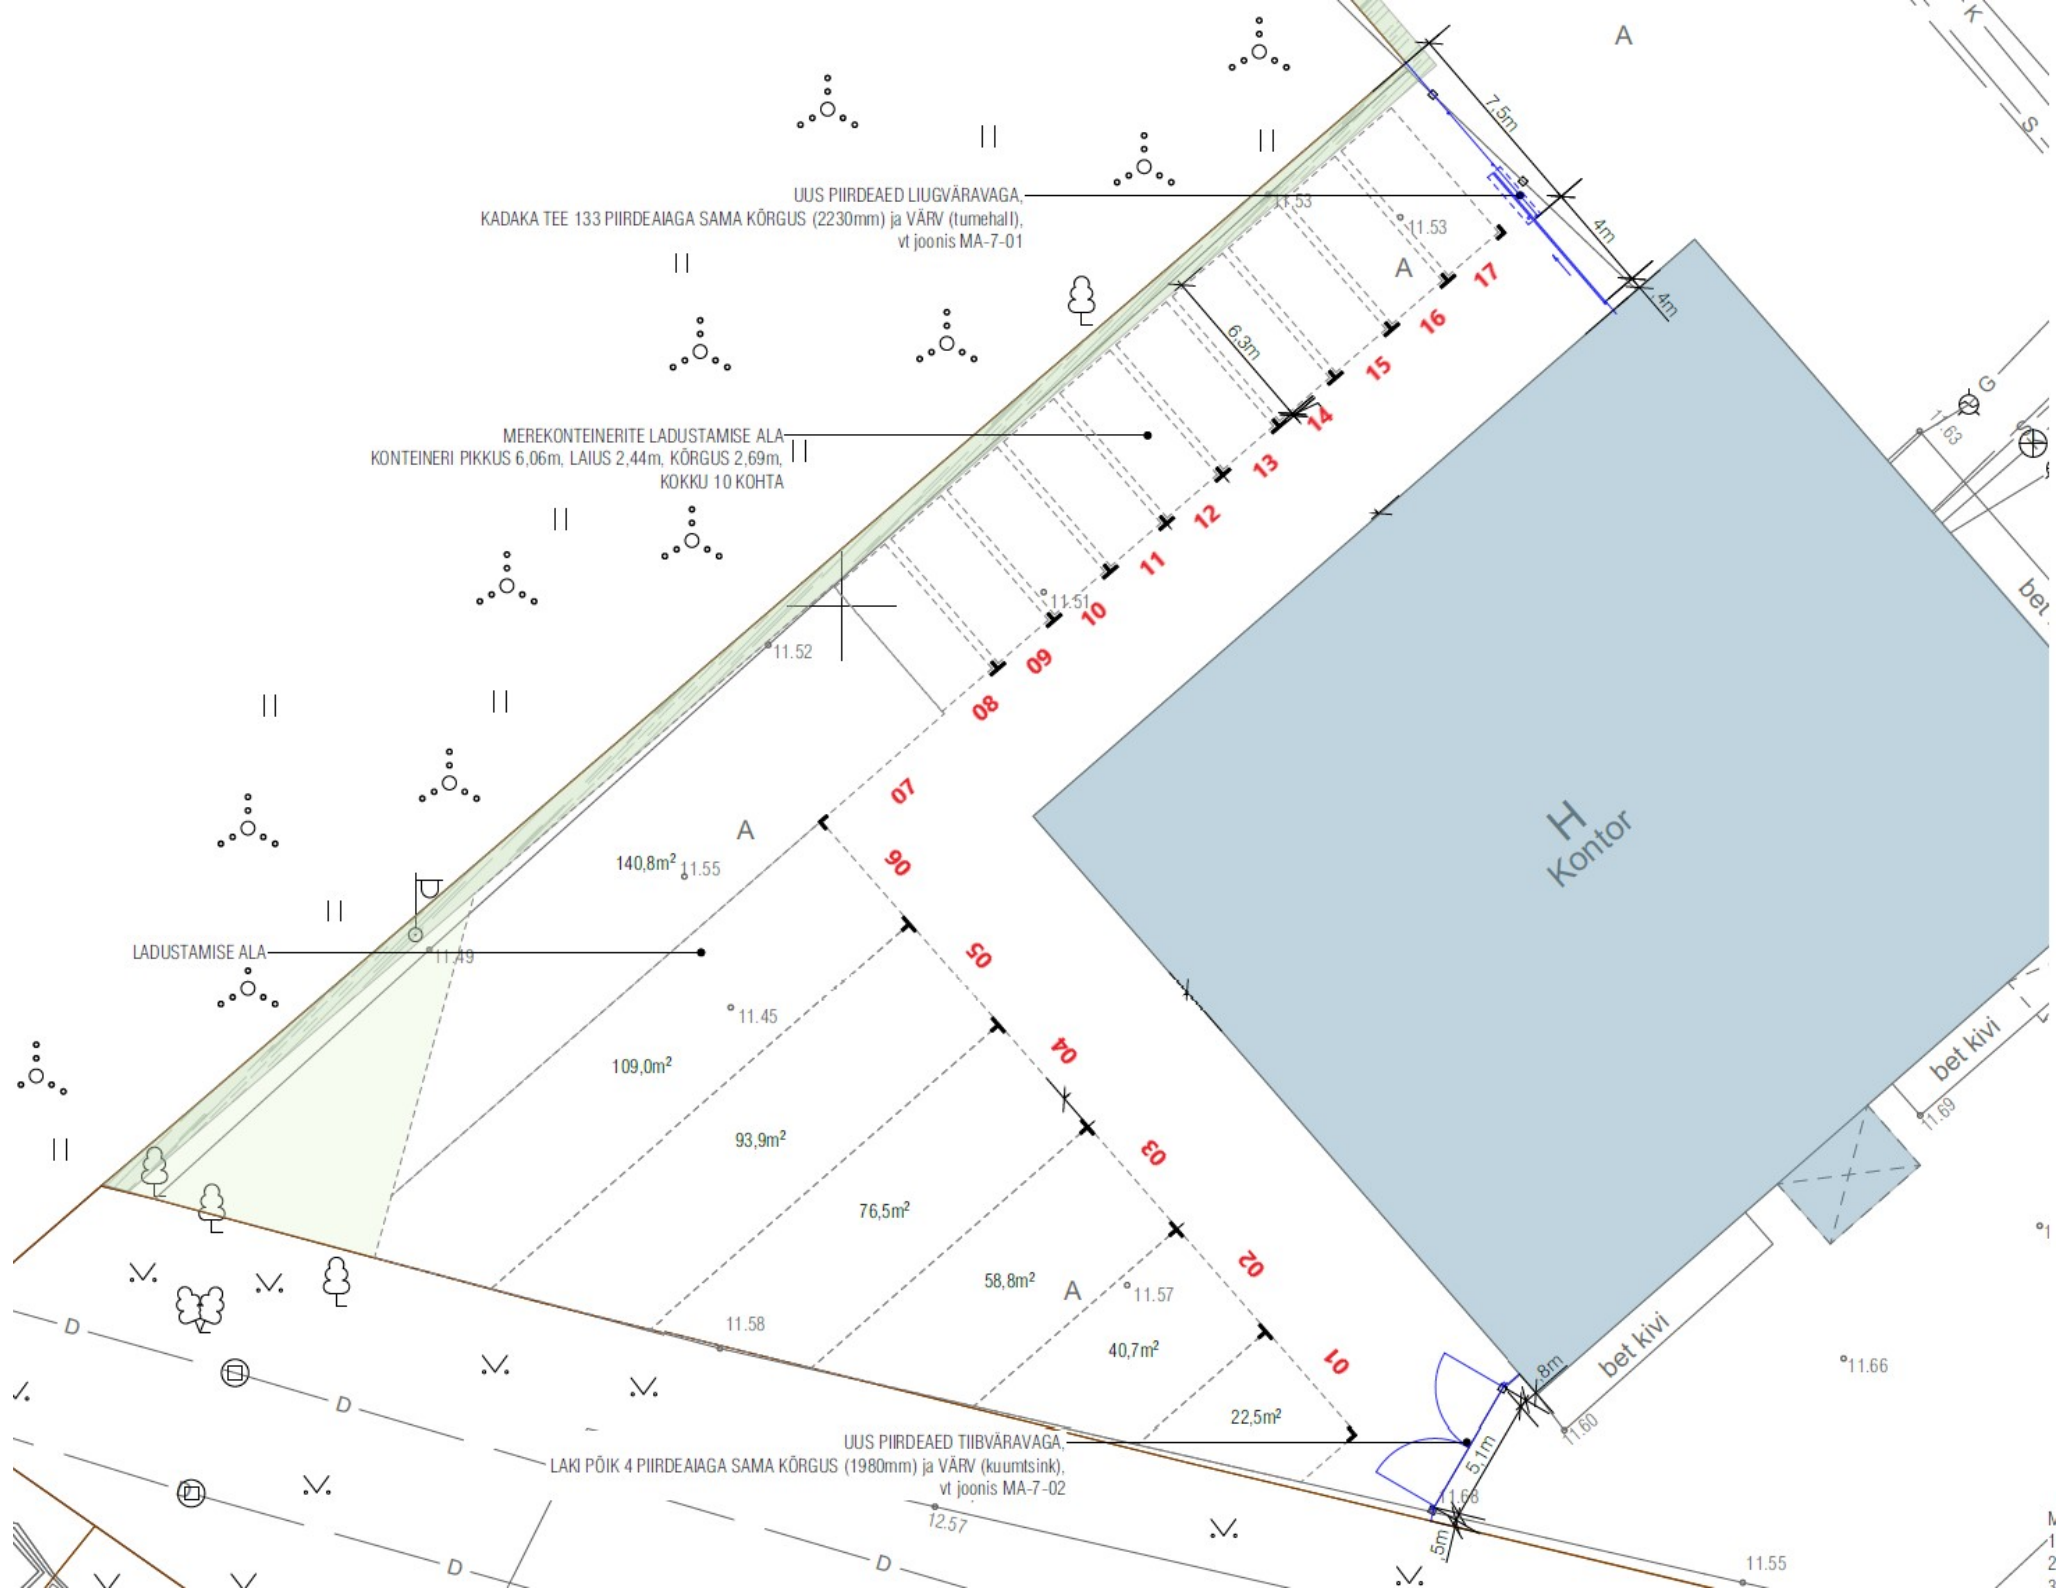 A
K
S
7,5m
UUS PIIRDEAED LIUGVÄRAVAGA,
KADAKA TEE 133 PIIRDEAIAGA SAMA KÕRGUS (2230mm) ja VÄRV (tumehall),
vt joonis MA-7-01
11.53
11.53
A
4m
17
,4m
16
6,3m
15
14
G
S
11.63
MEREKONTEINERITE LADUSTAMISE ALA
KONTEINERI PIKKUS 6,06m, LAIUS 2,44m, KÕRGUS 2,69m,
KOKKU 10 KOHTA
13
12
11
11.51
10
09
08
11.52
07
06
A
140,8m²
11.55
H
Kontor
LADUSTAMISE ALA
11.49
05
11.45
04
109,0m²
bet kivi
11.69
93,9m²
03
76,5m²
02
58,8m²
A
11.57
11.58
40,7m²
01
bet kivi
11.66
,8m
D
D
22,5m²
11.60
UUS PIIRDEAED TIIBVÄRAVAGA,
LAKI PÕIK 4 PIIRDEAIAGA SAMA KÕRGUS (1980mm) ja VÄRV (kuumtsink),
vt joonis MA-7-02
5,1m
11.68
12.57
,5m
D
D
11.55